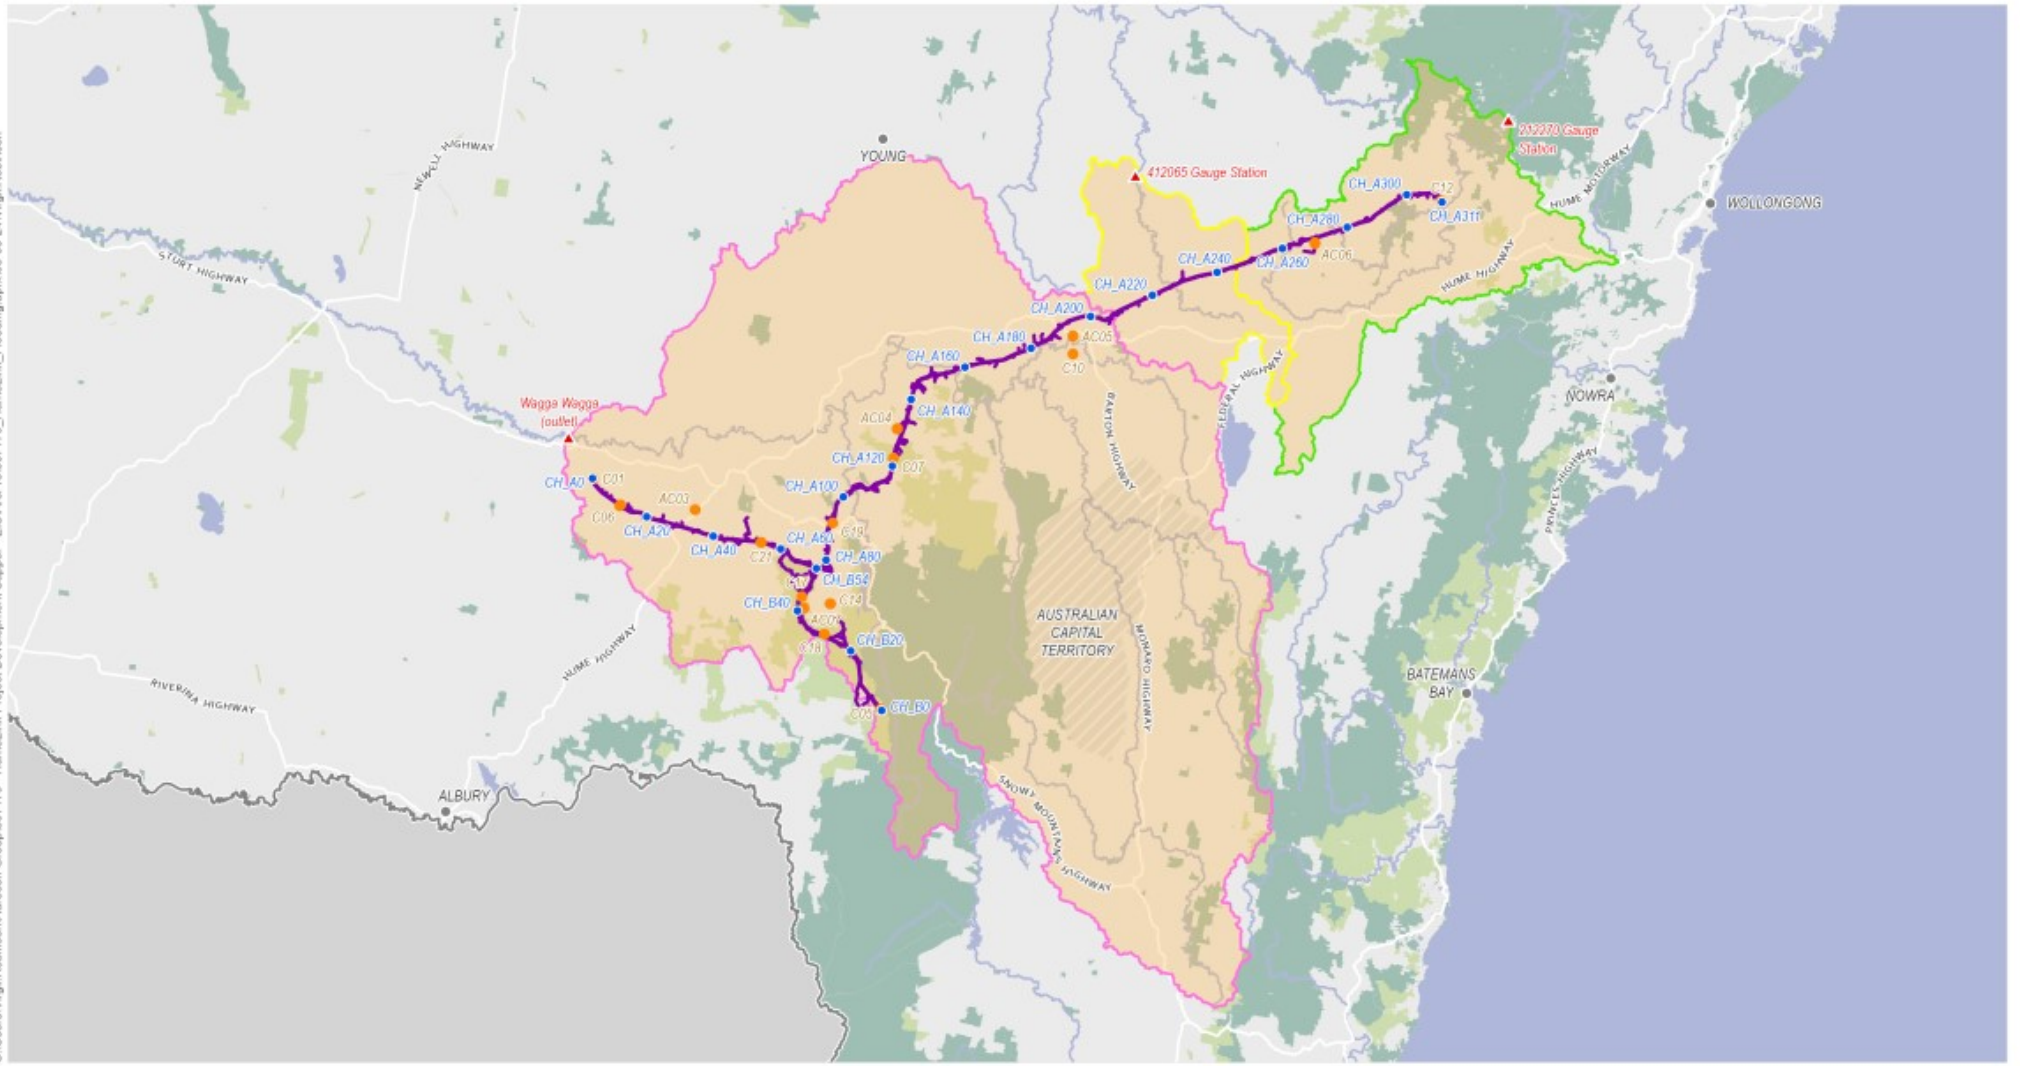 NEWELL HIGHWAY
YOUNG
412065 Gauge Station
212270 Gauge
Station
HUME MOTORWAY
WOLLONGONG
CH_A300
C12
CH_A311
CH_A280
AC06
CH_A260
CH_A240
HUME HIGHWAY
STURT HIGHWAY
CH_A220
CH_A200
AC05
C10
CH_A180
CH_A160
FEDERAL HIGHWAY
NOWRA
BARTON HIGHWAY
Wagga Wagga
(outlet)
AC04
CH_A140
CH_A120
C07
PRINCES HIGHWAY
CH_A0
C01
CH_A100
AC03
C06
CH_A20
C19
CH_A40
C21
CH_A60
CH_A80
C17
CH_B54
CH_B40
C14
AC01
AUSTRALIAN
CAPITAL
TERRITORY
MONARO HIGHWAY
HUME HIGHWAY
C18
CH_B20
BATEMANS
BAY
RIVERINA HIGHWAY
C05
CH_B0
ALBURY
SNOWY MOUNTAINS HIGHWAY